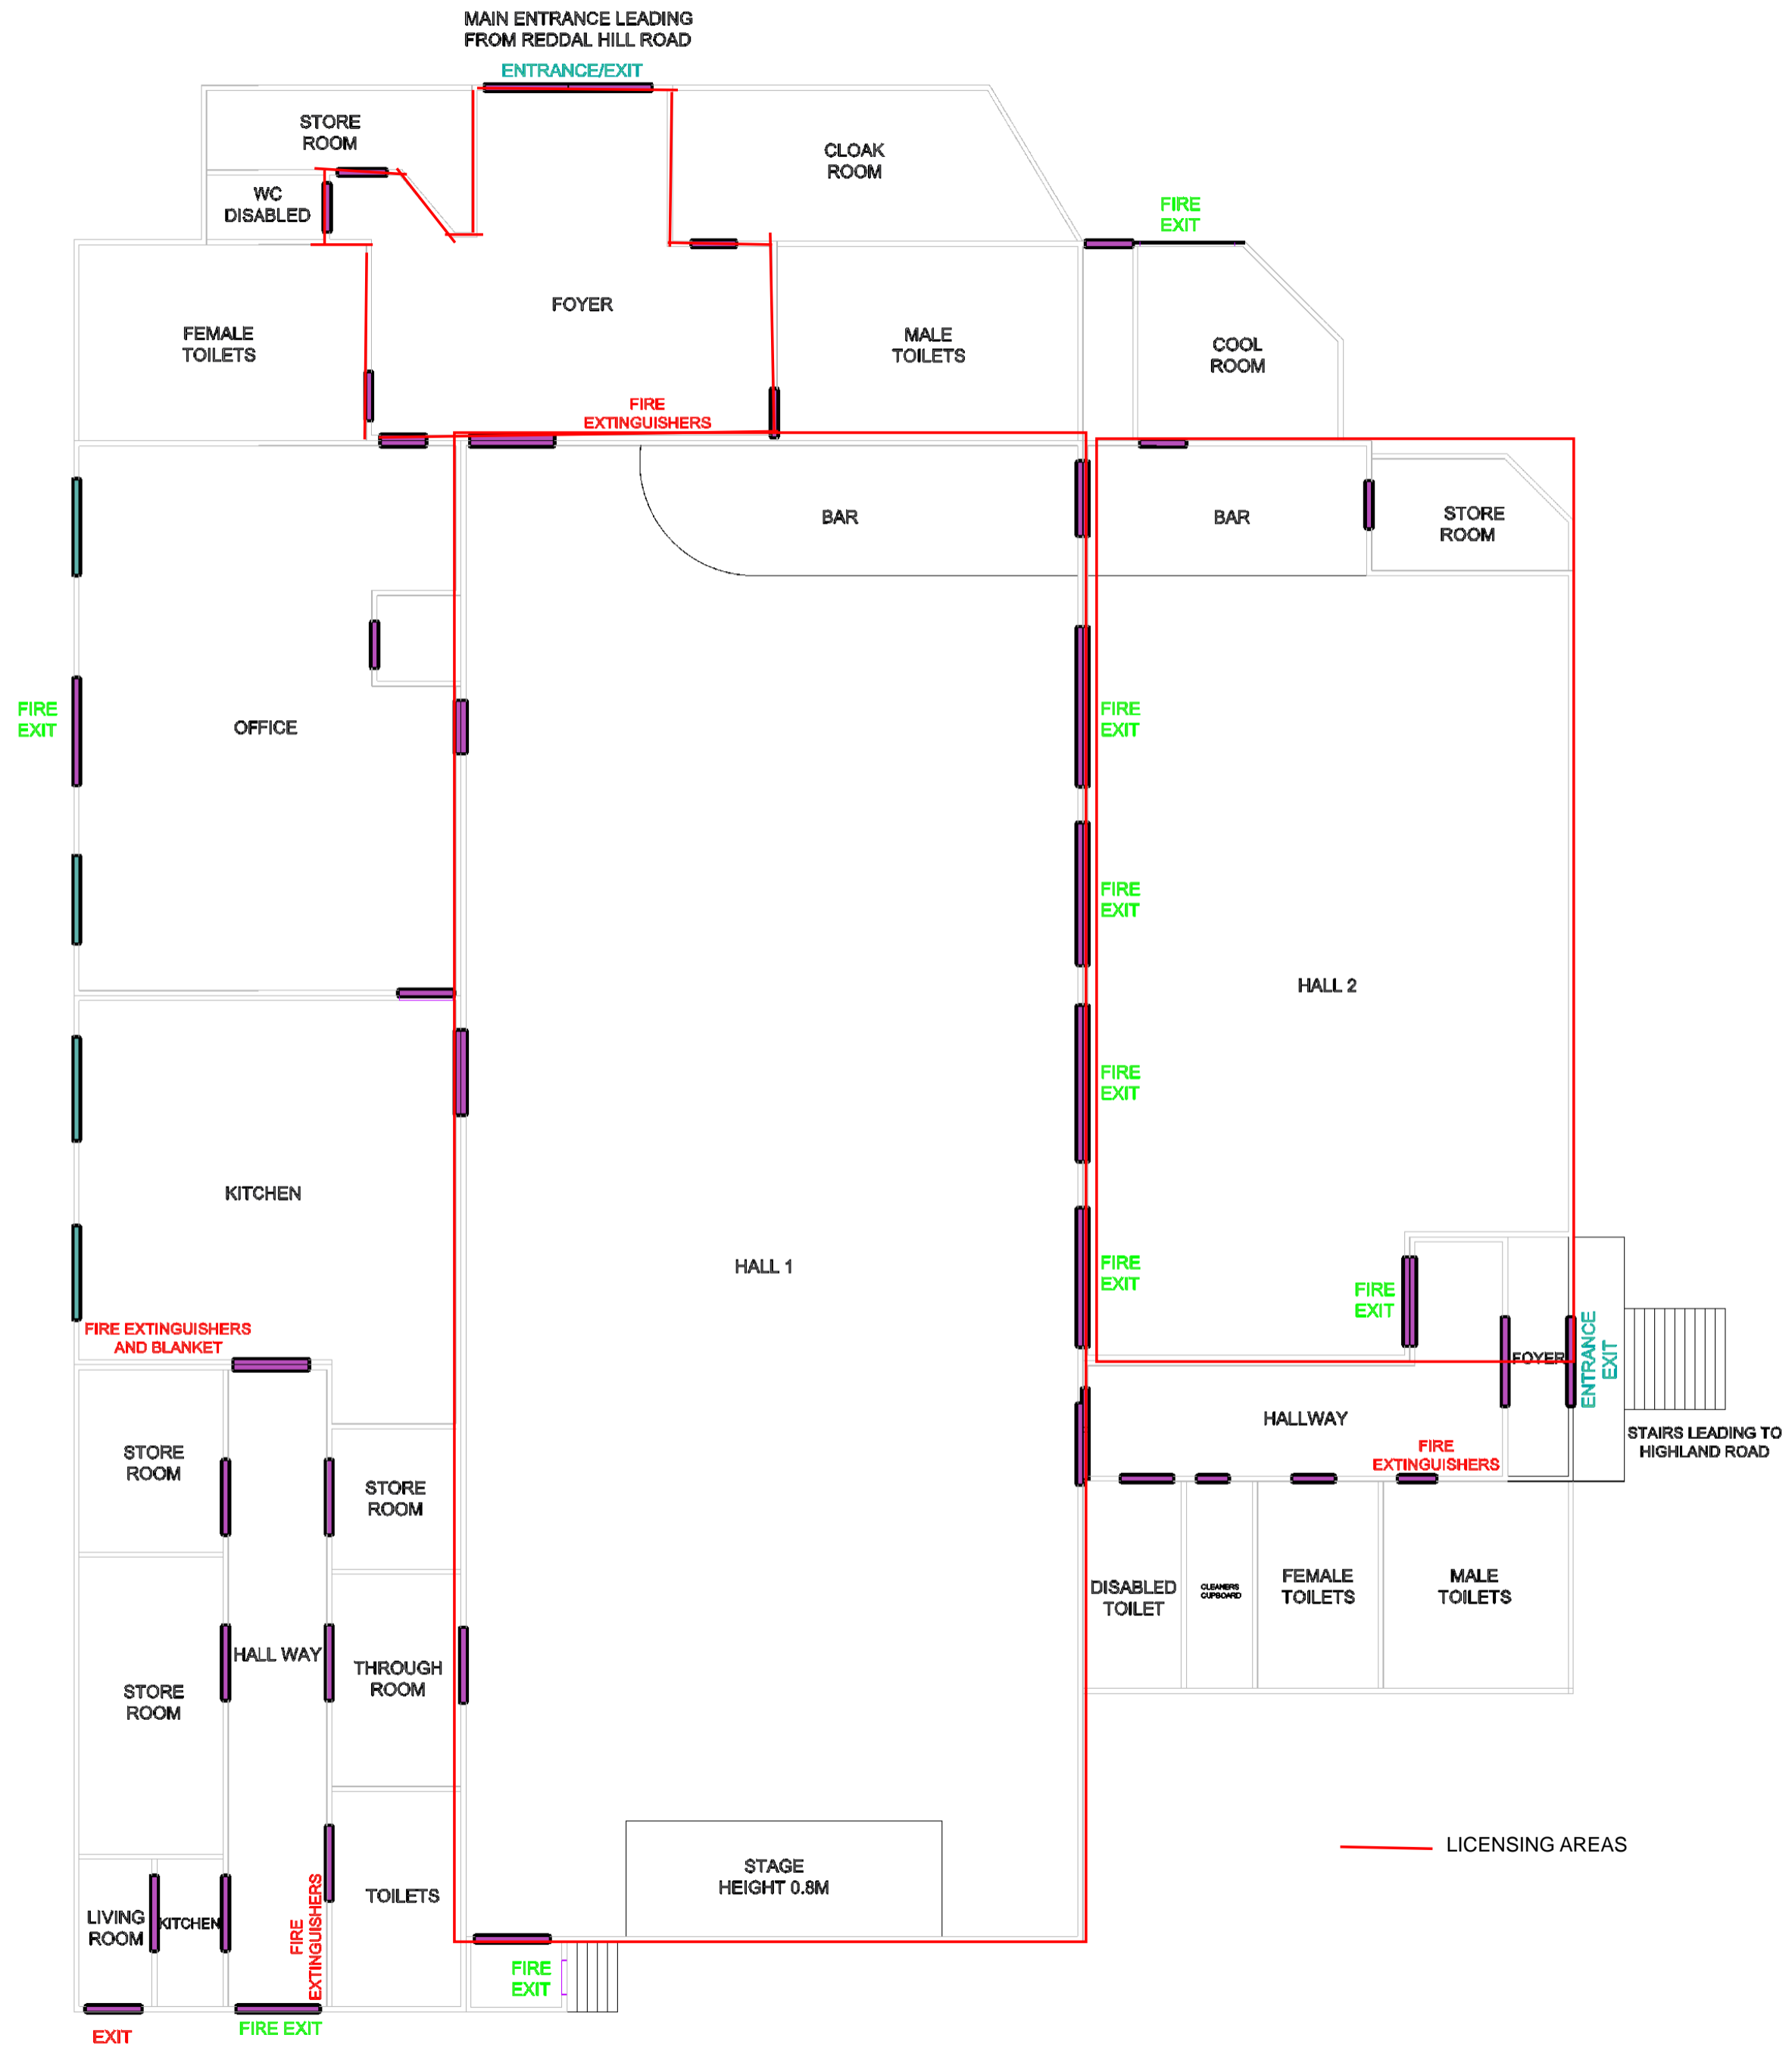 MAIN ENTRANCE LEADING
FROM REDDAL HILL ROAD
ENTRANCE/EXIT
STORE
ROOM
CLOAK
ROOM
WC
DISABLED
FIRE
EXIT
FOYER
FEMALE
TOILETS
MALE
TOILETS
COOL
ROOM
FIRE
EXTINGUISHERS
BAR
BAR
STORE
ROOM
FIRE
EXIT
OFFICE
FIRE
EXIT
FIRE
EXIT
HALL 2
FIRE
EXIT
KITCHEN
HALL 1
FIRE
EXIT
FIRE
EXIT
FIRE EXTINGUISHERS
AND BLANKET
FOYER
ENTRANCE
EXIT
HALLWAY
STAIRS LEADING TO
HIGHLAND ROAD
FIRE
EXTINGUISHERS
STORE
ROOM
STORE
ROOM
DISABLED
TOILET
CLEANERS
CUPBOARD
FEMALE
TOILETS
MALE
TOILETS
HALL WAY
THROUGH
ROOM
STORE
ROOM
LICENSING AREAS
STAGE
HEIGHT 0.8M
TOILETS
LIVING
ROOM
KITCHEN
FIRE
EXTINGUISHERS
FIRE
EXIT
FIRE EXIT
EXIT